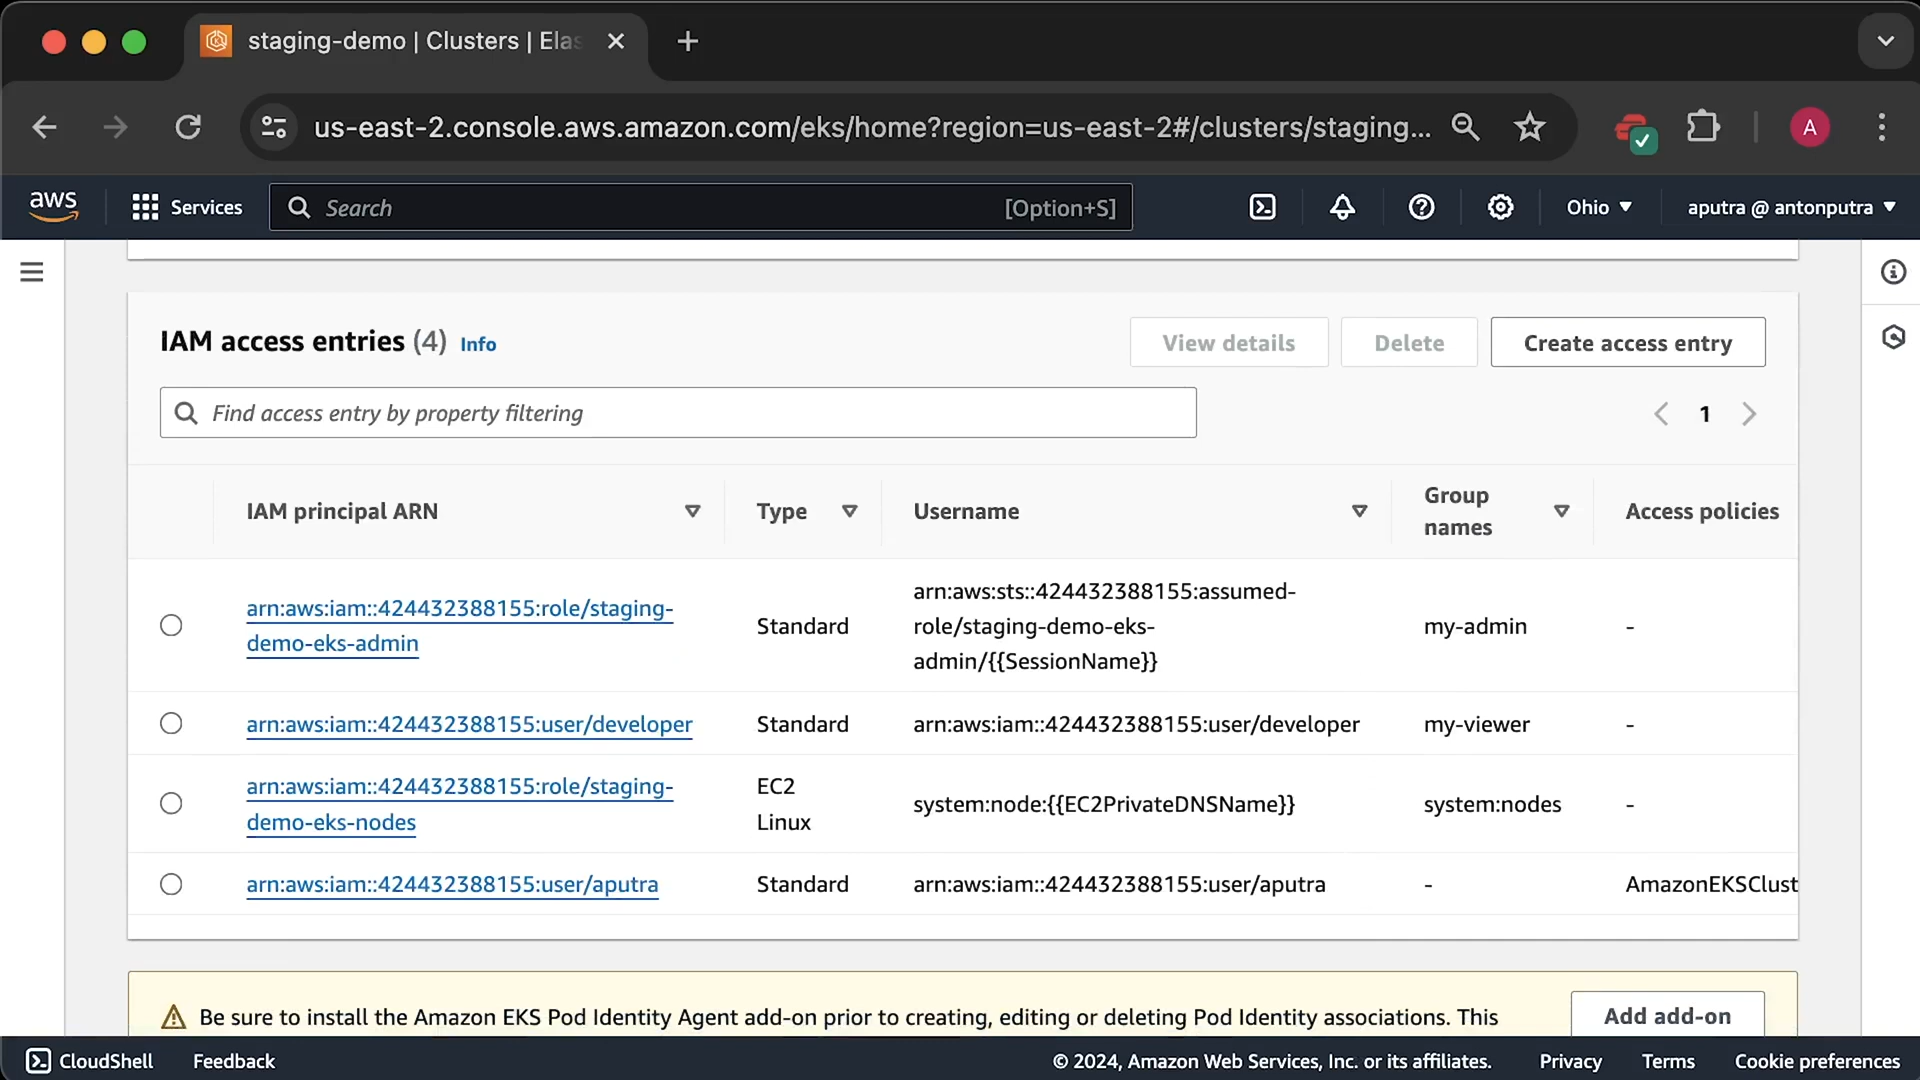 staging-demo | Clusters | Elas
us-east-2.console.aws.amazon.com/eks/home?region=us-east-2#/clusters/staging...
A
aws
Services
Search
[Option+S]
Ohio
aputra @ antonputra
IAM access entries (4) Info
View details
Delete
Create access entry
Find access entry by property filtering
1
IAM principal ARN
Type
Username
Group
names
Access policies
arn:aws:iam::424432388155:role/staging-
demo-eks-admin
Standard
arn:aws:sts::424432388155:assumed-
role/staging-demo-eks-
admin/{{SessionName}}
my-admin
-
arn:aws:iam::424432388155:user/developer
Standard
arn:aws:iam::424432388155:user/developer
my-viewer
-
arn:aws:iam::424432388155:role/staging-
demo-eks-nodes
EC2
Linux
system:node:{{EC2PrivateDNSName}}
system:nodes
-
arn:aws:iam::424432388155:user/aputra
Standard
arn:aws:iam::424432388155:user/aputra
-
AmazonEKSClust
Be sure to install the Amazon EKS Pod Identity Agent add-on prior to creating, editing or deleting Pod Identity associations. This
Add add-on
CloudShell
Feedback
© 2024, Amazon Web Services, Inc. or its affiliates.
Privacy
Terms
Cookie preferences